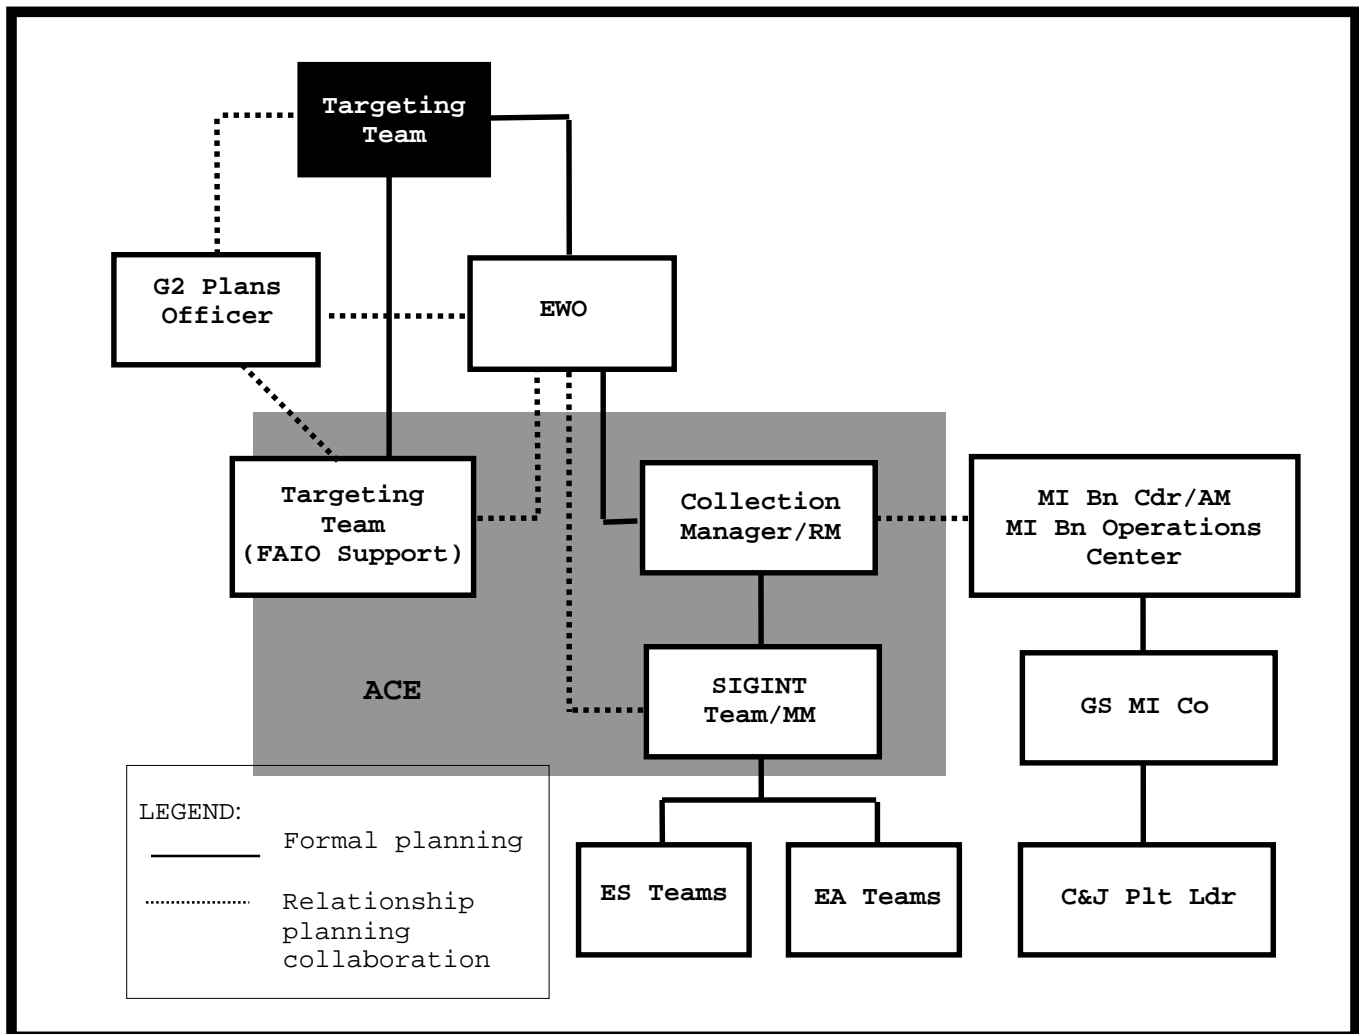 Targeting
Team
G2 Plans
Officer
EWO
Targeting
Team
(FAIO Support)
Collection
Manager/RM
MI Bn Cdr/AM
MI Bn Operations
Center
ACE
SIGINT
Team/MM
GS MI Co
LEGEND:
Formal planning
Relationship
planning
collaboration
ES Teams
EA Teams
C&J Plt Ldr